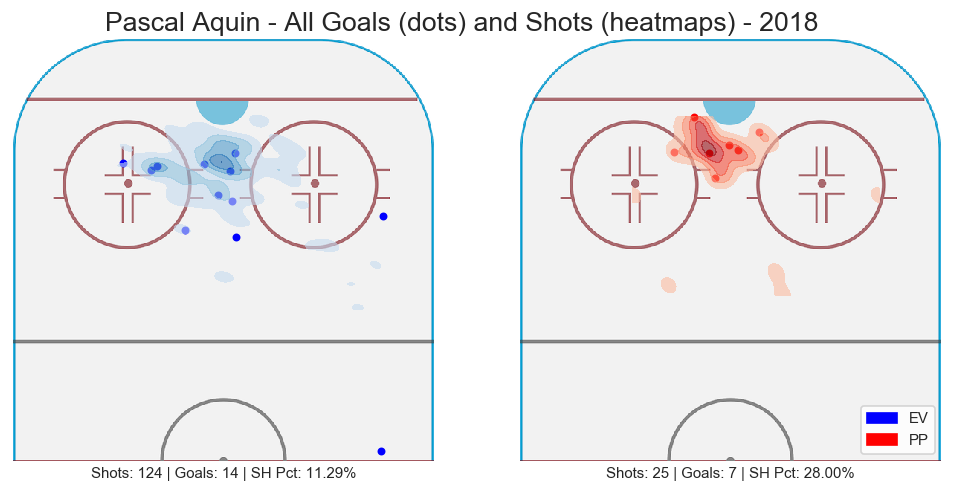 Pascal Aquin - All Goals (dots) and Shots (heatmaps) - 2018
EV
PP
Shots: 124 | Goals: 14 | SH Pct: 11.29%
Shots: 25 | Goals: 7 | SH Pct: 28.00%